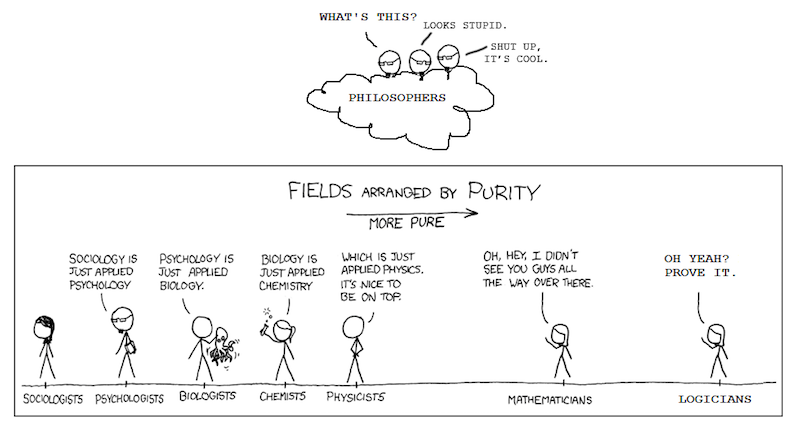 WHAT'S THIS?
LOOKS STUPID.
SHUT UP,
IT'S COOL.
PHILOSOPHERS
FIELDS ARRANGED BY PURITY
MORE PURE
SOCIOLOGY IS
JUST APPLIED
PSYCHOLOGY
PSYCHOLOGY IS
JUST APPLIED
BIOLOGY.
BIOLOGY IS
JUST APPLIED
CHEMISTRY
WHICH IS JUST
APPLIED PHYSICS.
IT'S NICE TO
BE ON TOP.
OH, HEY, I DIDN'T
SEE YOU GUYS ALL
THE WAY OVER THERE.
OH YEAH?
PROVE IT.
SOCIOLOGISTS
PSYCHOLOGISTS
BIOLOGISTS
CHEMISTS
PHYSICISTS
MATHEMATICIANS
LOGICIANS